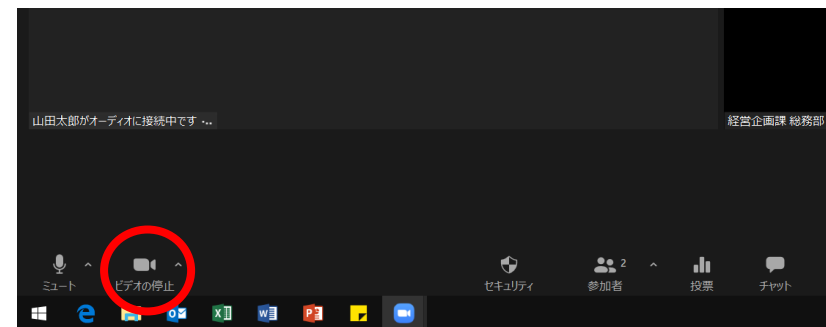 山田太郎がオーディオに接続中です ...
経営企画課 総務部
2
ミュート
ビデオの停止
セキュリティ
参加者
投票
チャット